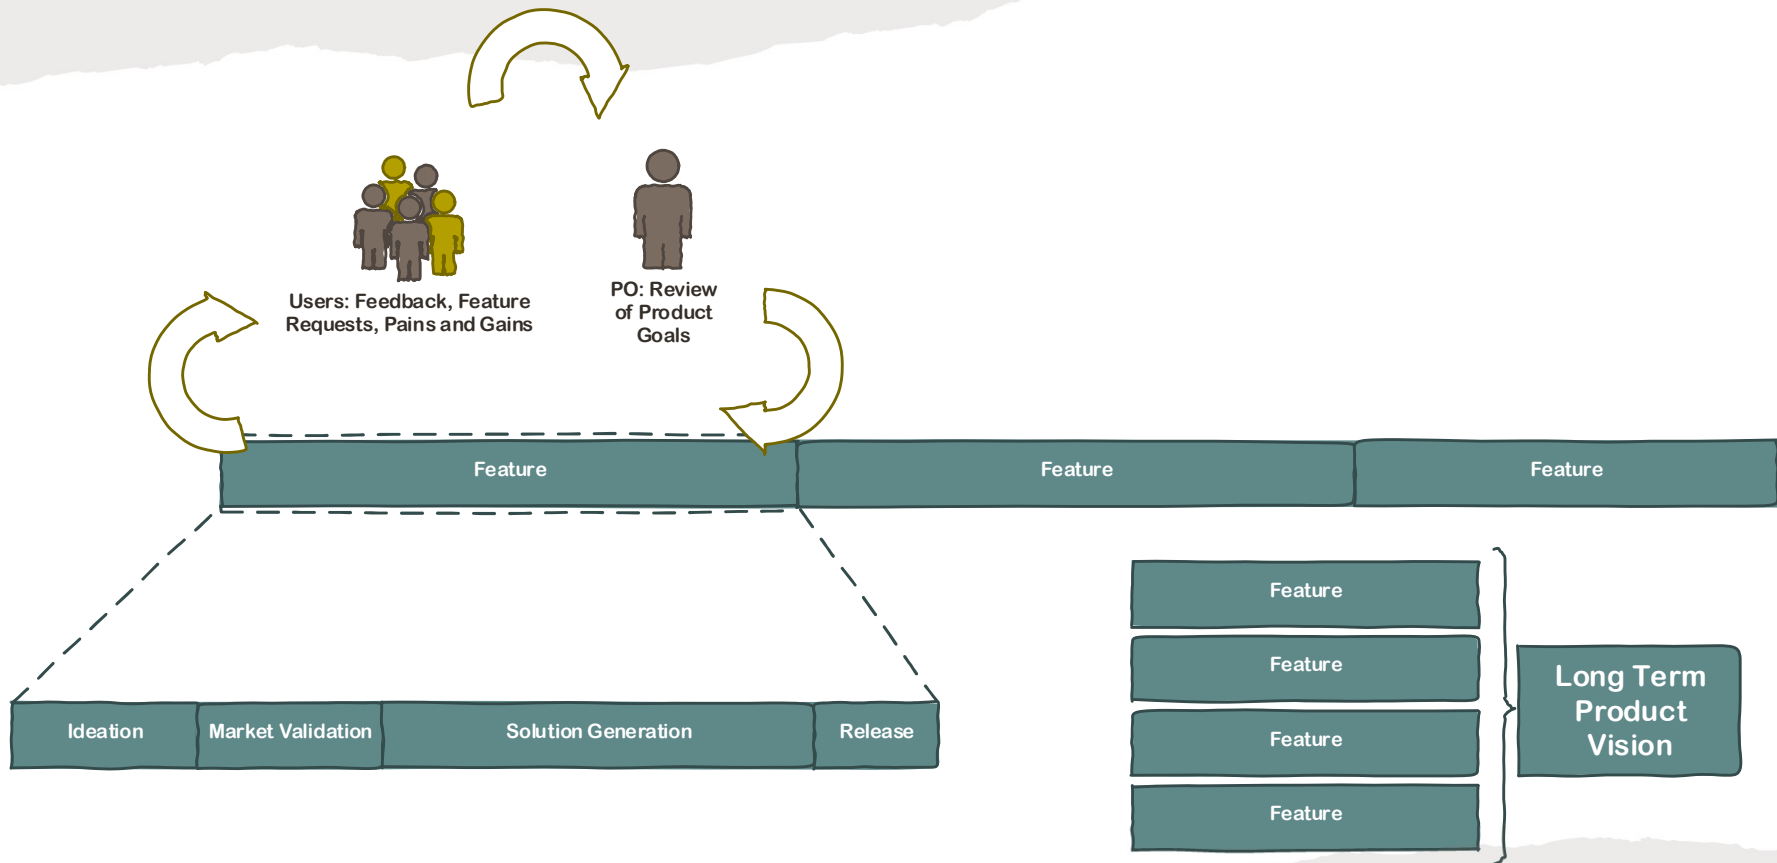 Users: Feedback, Feature
Requests, Pains and Gains
PO: Review
of Product
Goals
Feature
Feature
Feature
Ideation
Market Validation
Solution Generation
Release
Feature
Feature
Feature
Feature
Long Term
Product
Vision